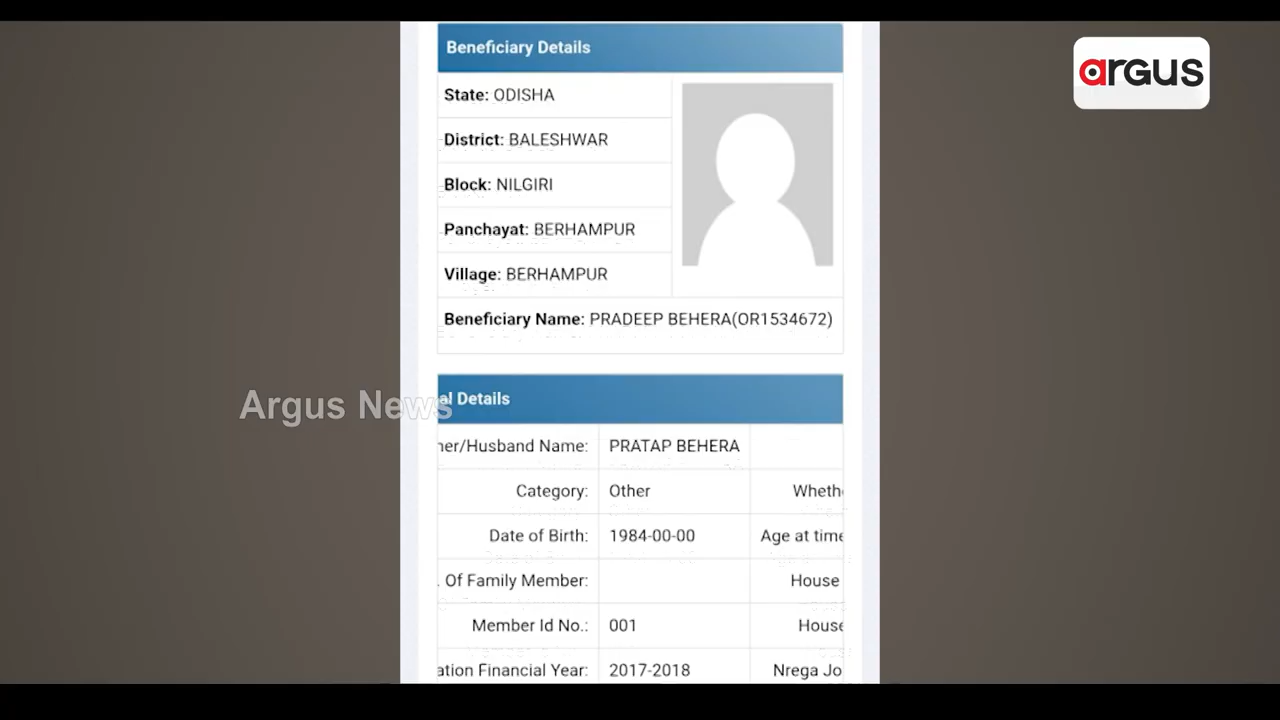 argus
Beneficiary Details
State: ODISHA
District: BALESHWAR
Block: NILGIRI
Panchayat: BERHAMPUR
Village: BERHAMPUR
Beneficiary Name: PRADEEP BEHERA(OR1534672)
al Details
Argus News
her/Husband Name: PRATAP BEHERA
Category: Other Wheth
Date of Birth: 1984-00-00 Age at time
. Of Family Member: House
Member Id No.: 001 House
ation Financial Year: 2017-2018 Nrega Jo